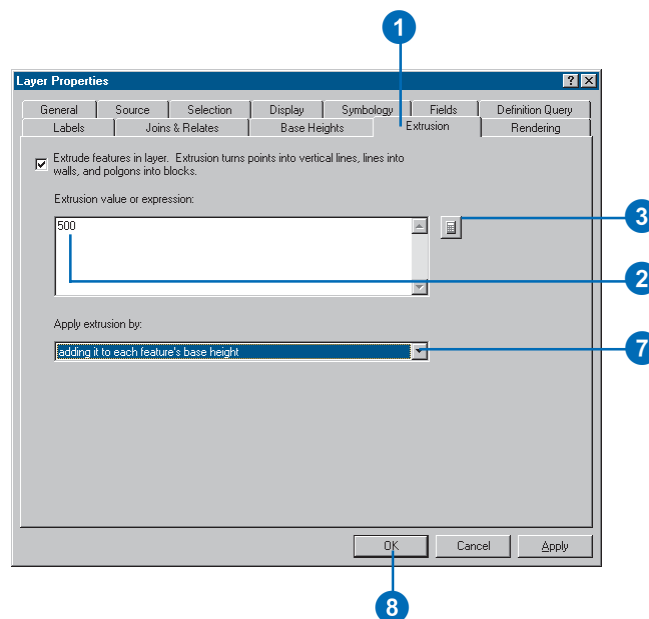 1
Layer Properties
General Source Selection Display Symbology Fields Definition Query
Labels Joins & Relates Base Heights Extrusion Rendering
Extrude features in layer. Extrusion turns points into vertical lines, lines into
walls, and polgons into blocks.
Extrusion value or expression:
500
3
2
Apply extrusion by:
adding it to each feature's base height
7
OK Cancel Apply
8